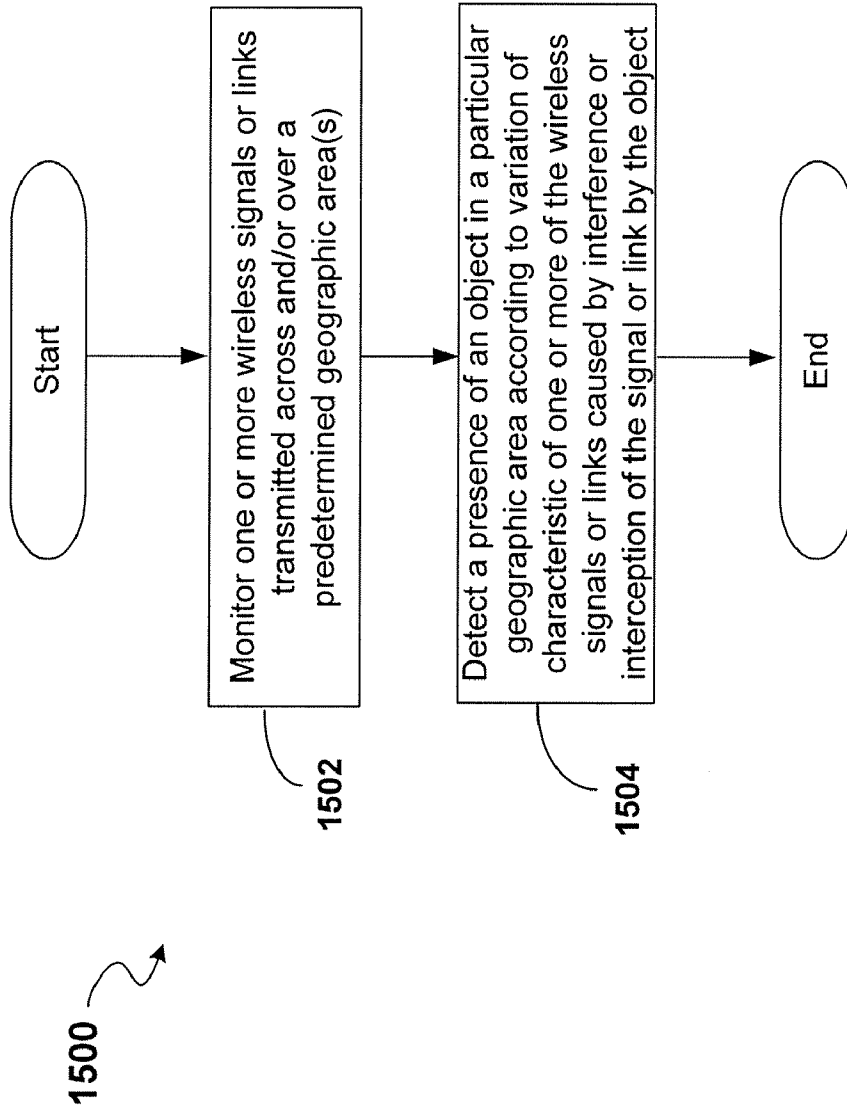 1500
Start
Monitor one or more wireless signals or links
transmitted across and/or over a
predetermined geographic area(s)
1502
Detect a presence of an object in a particular
geographic area according to variation of
characteristic of one or more of the wireless
signals or links caused by interference or
interception of the signal or link by the object
1504
End